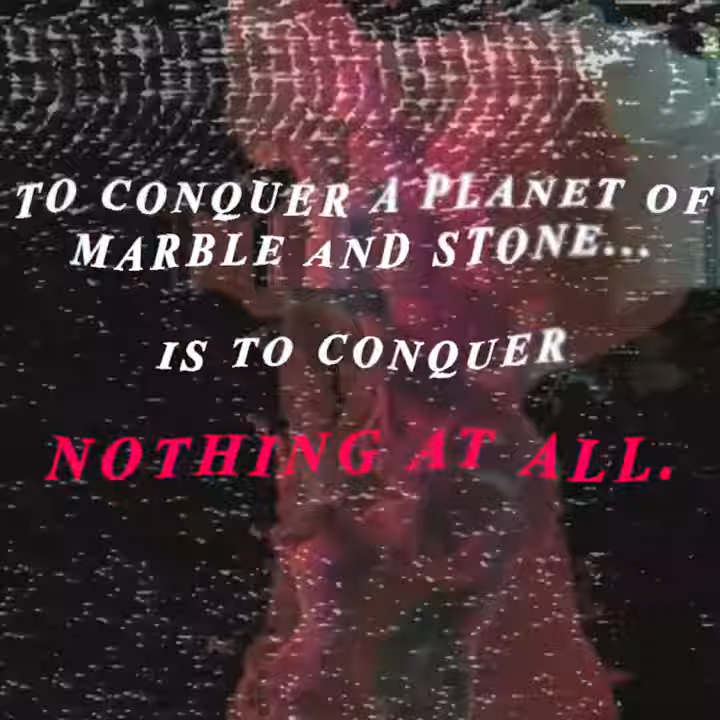 TO CONQUER A PLANET OF
MARBLE AND STONE...
IS TO CONQUER
NOTHING AT ALL.